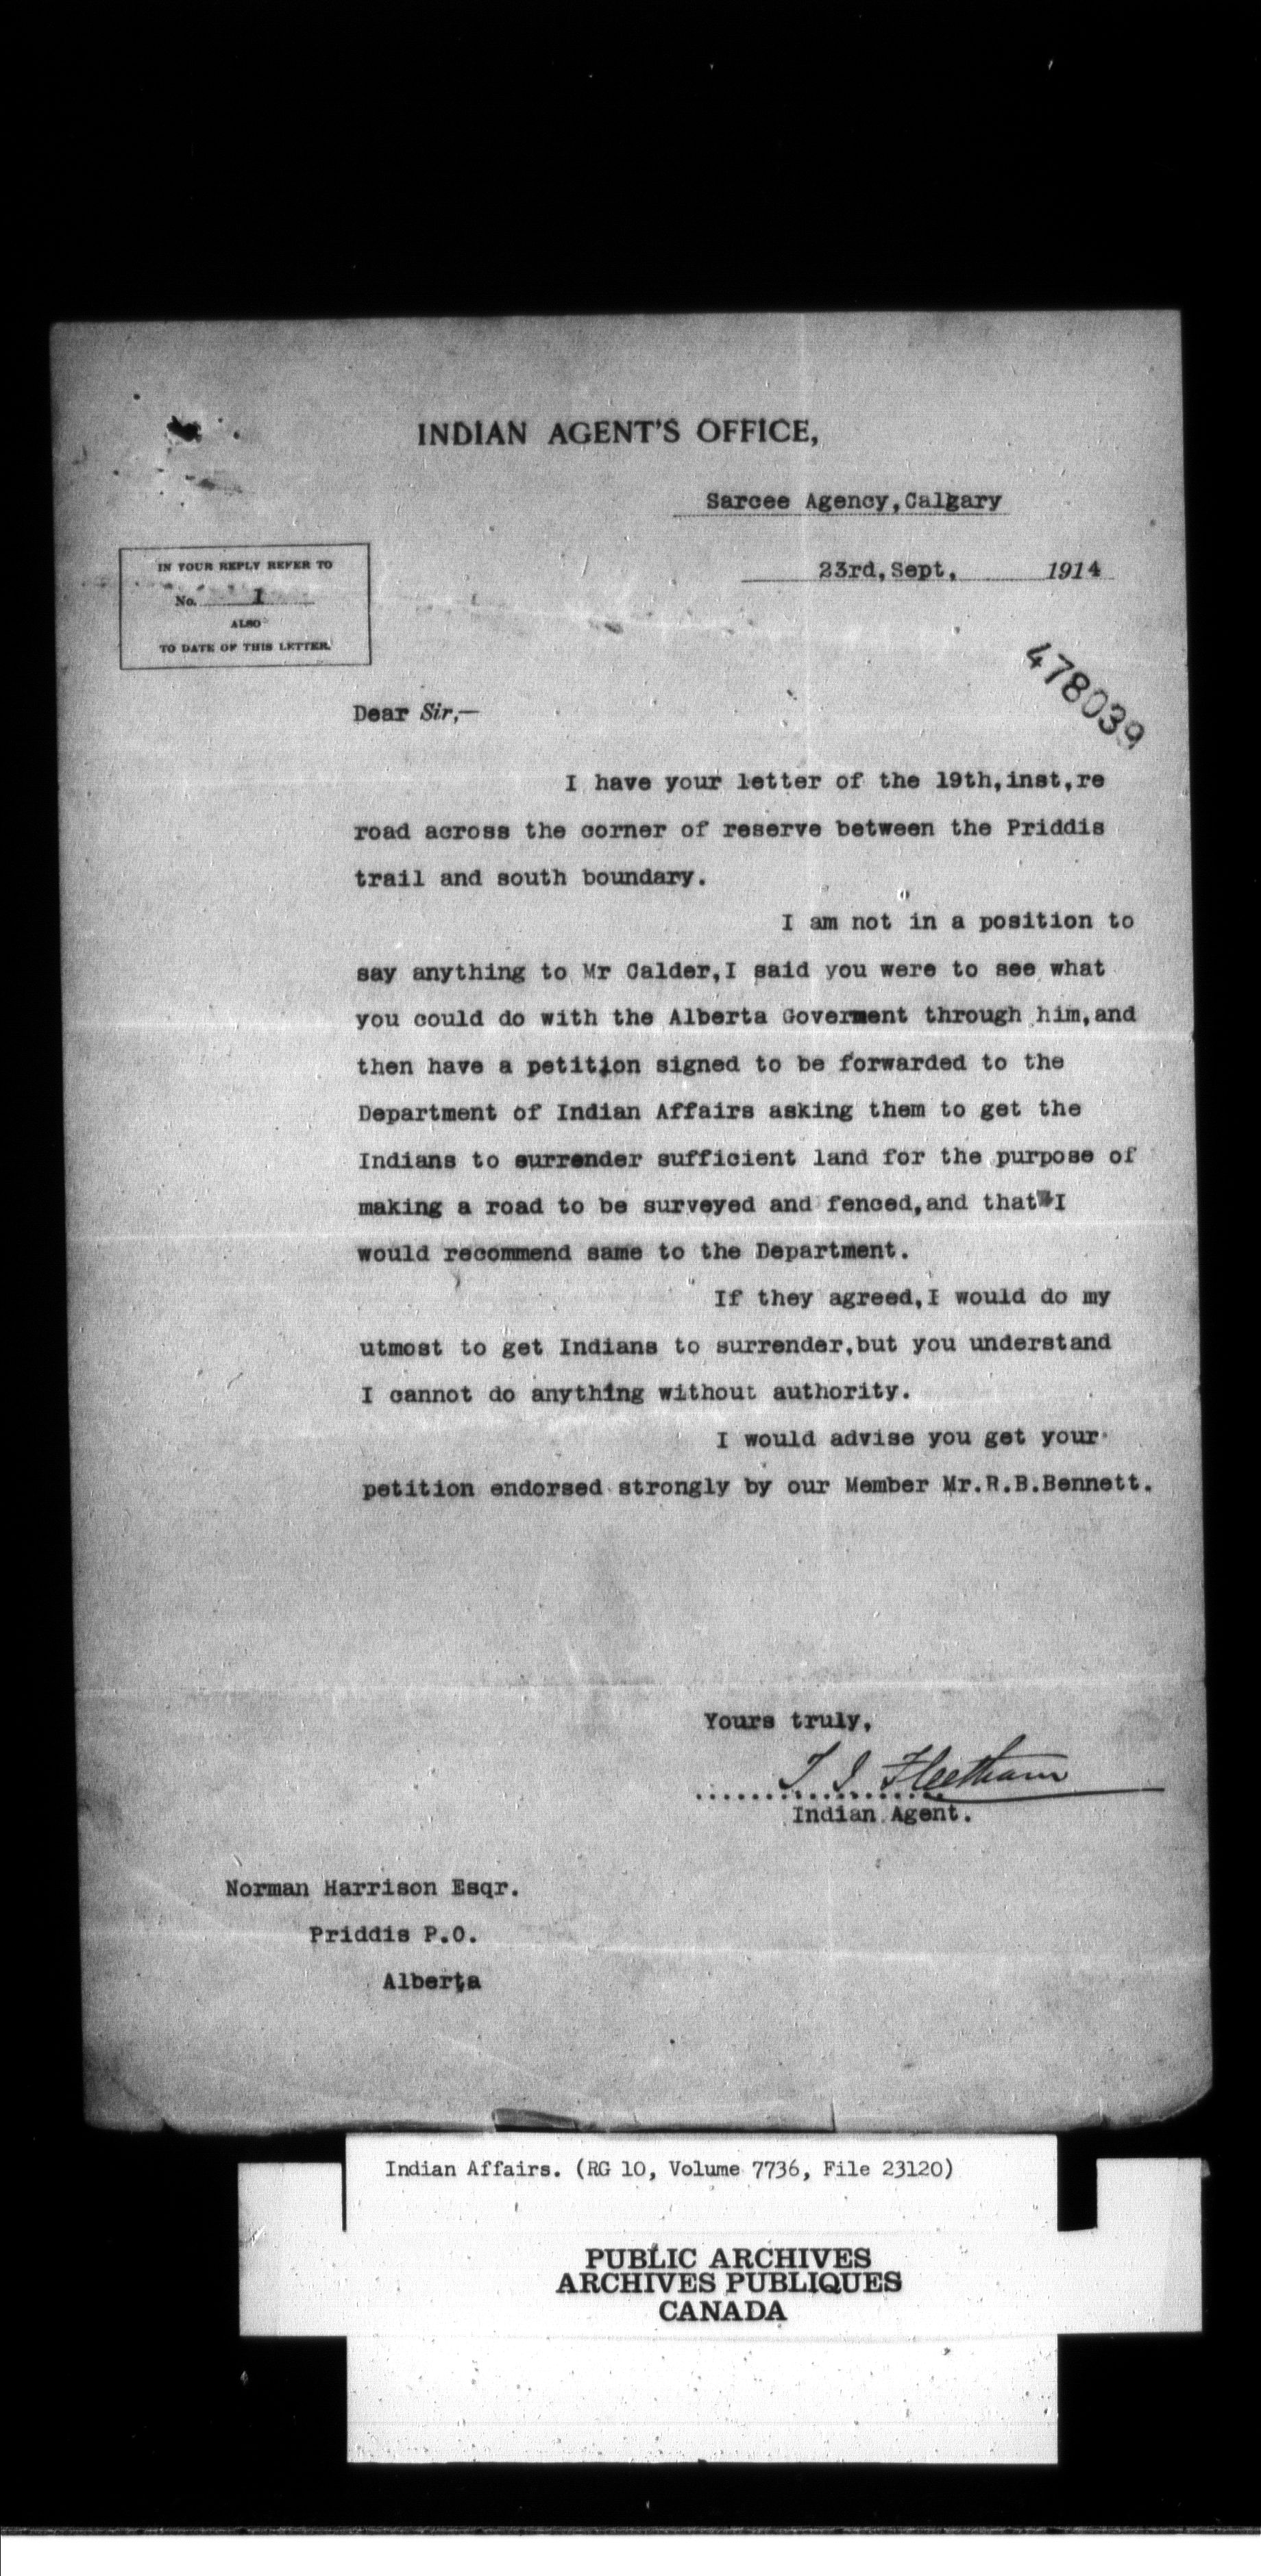 INDIAN AGENT'S OFFICE,
Sarcee Agency,Calgary
23rd,Sept, 1914
IN YOUR REPLY REFER TO
No. I
ALSO
TO DATE OF THIS LETTER.
478039
Dear Sir,—
I have your letter of the 19th,inst,re
road across the corner of reserve between the Priddis
trail and south boundary.
I am not in a position to
say anything to Mr Calder,I said you were to see what
you could do with the Alberta Goverment through him,and
then have a petition signed to be forwarded to the
Department of Indian Affairs asking them to get the
Indians to surrender sufficient land for the purpose of
making a road to be surveyed and fenced,and that I
would recommend same to the Department.
If they agreed,I would do my
utmost to get Indians to surrender,but you understand
I cannot do anything without authority.
I would advise you get your
petition endorsed strongly by our Member Mr.R.B.Bennett.
Yours truly,
T J Fleetham
Indian Agent.
Norman Harrison Esqr.
Priddis P.O.
Alberta
Indian Affairs. (RG 10, Volume 7736, File 23120)
PUBLIC ARCHIVES
ARCHIVES PUBLIQUES
CANADA